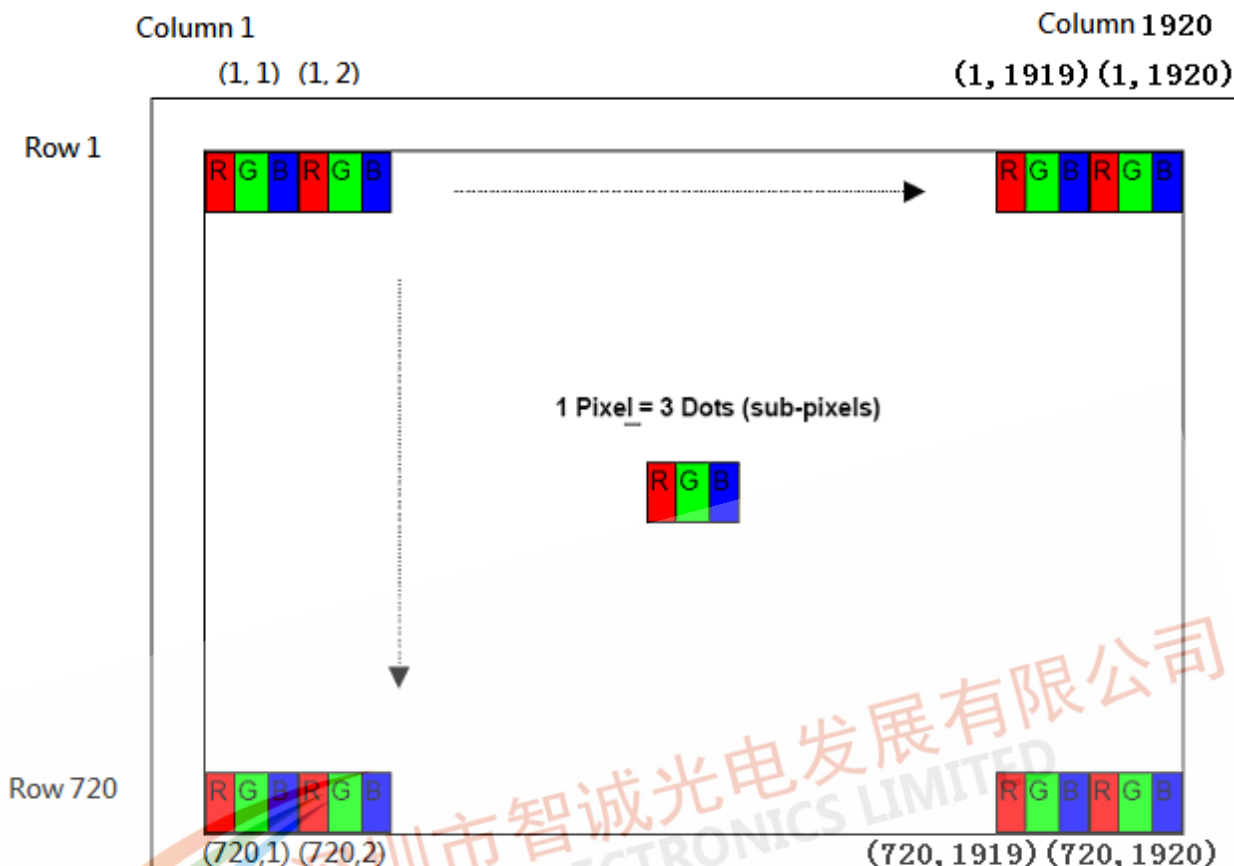 Column 1 Column 1920
(1, 1) (1, 2) (1, 1919) (1, 1920)
Row 1
R G B R G B R G B R G B
1 Pixel = 3 Dots (sub-pixels)
R G B
Row 720
R G B R G B R G B R G B
(720,1) (720,2) (720, 1919) (720, 1920)
市智诚光电发展有限公司
ECTRONICS LIMITED